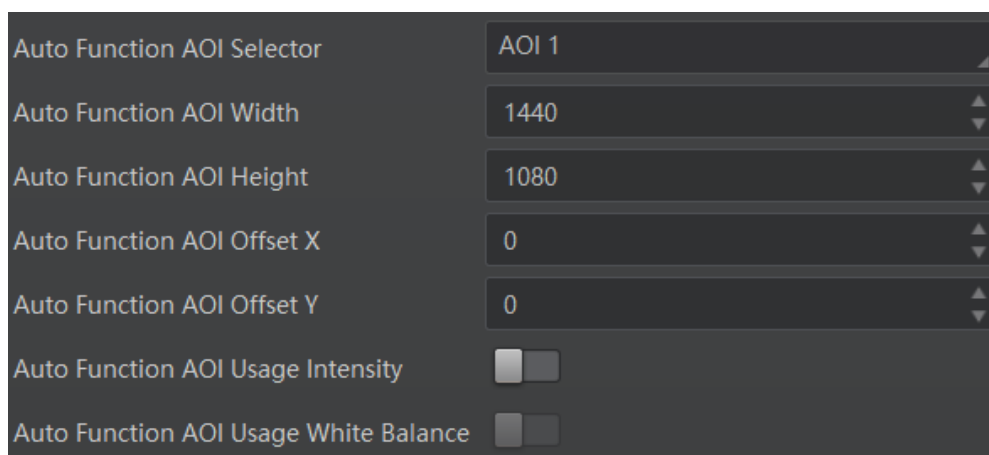 Auto Function AOI Selector AOI 1
Auto Function AOI Width 1440
Auto Function AOI Height 1080
Auto Function AOI Offset X 0
Auto Function AOI Offset Y 0
Auto Function AOI Usage Intensity
Auto Function AOI Usage White Balance